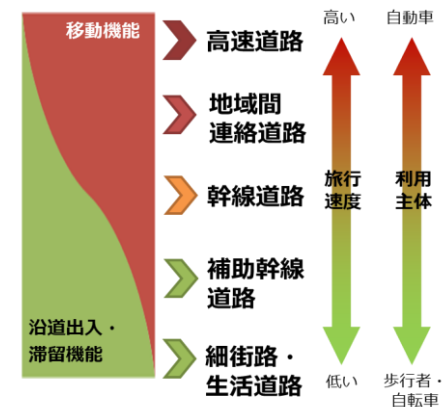 移動機能
高い
自動車
高速道路
地域間
連絡道路
幹線道路
旅行
速度
利用
主体
補助幹線
道路
沿道出入・
滞留機能
細街路・
生活道路
低い
歩行者・
自転車